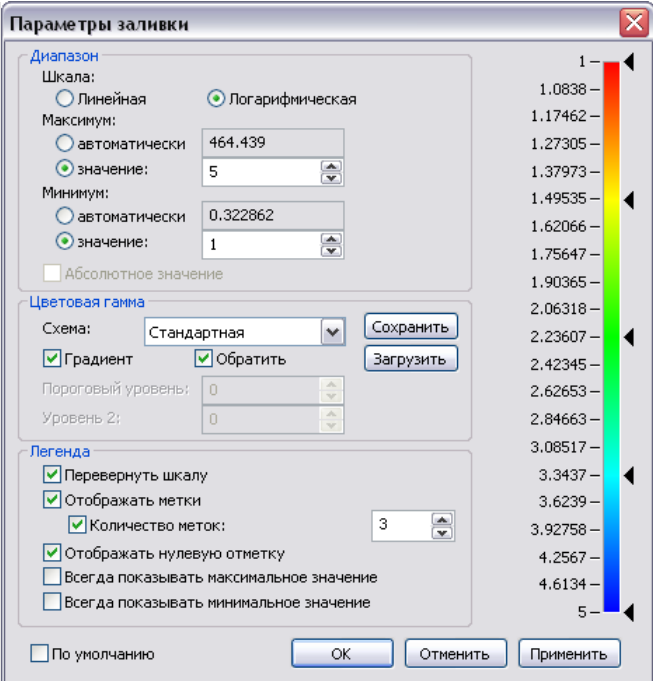 Параметры заливки
Диапазон
Шкала:
Линейная Логарифмическая
Максимум:
автоматически 464.439
значение: 5
Минимум:
автоматически 0.322862
значение: 1
Абсолютное значение
Цветовая гамма
Схема: Стандартная Сохранить
Градиент Обратить Загрузить
Пороговый уровень: 0
Уровень 2: 0
Легенда
Перевернуть шкалу
Отображать метки
Количество меток: 3
Отображать нулевую отметку
Всегда показывать максимальное значение
Всегда показывать минимальное значение
1
1.0838
1.17462
1.27305
1.37973
1.49535
1.62066
1.75647
1.90365
2.06318
2.23607
2.42345
2.62653
2.84663
3.08517
3.3437
3.6239
3.92758
4.2567
4.6134
5
По умолчанию ОК Отменить Применить